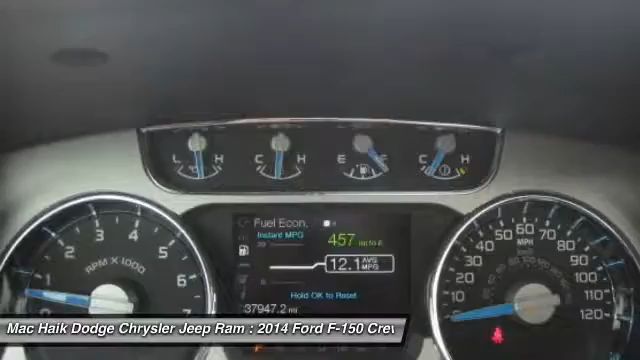 L H C H E F C H
Fuel Econ.
Instant MPG
457 mi to E
12.1 AVG MPG
Hold OK to Reset
37947.2 mi
1 2 3 4 5 6 7
RPM X 1000
0 10 20 30 40 50 60 70 80 90 100 110 120
MPH
Mac Haik Dodge Chrysler Jeep Ram : 2014 Ford F-150 Crew